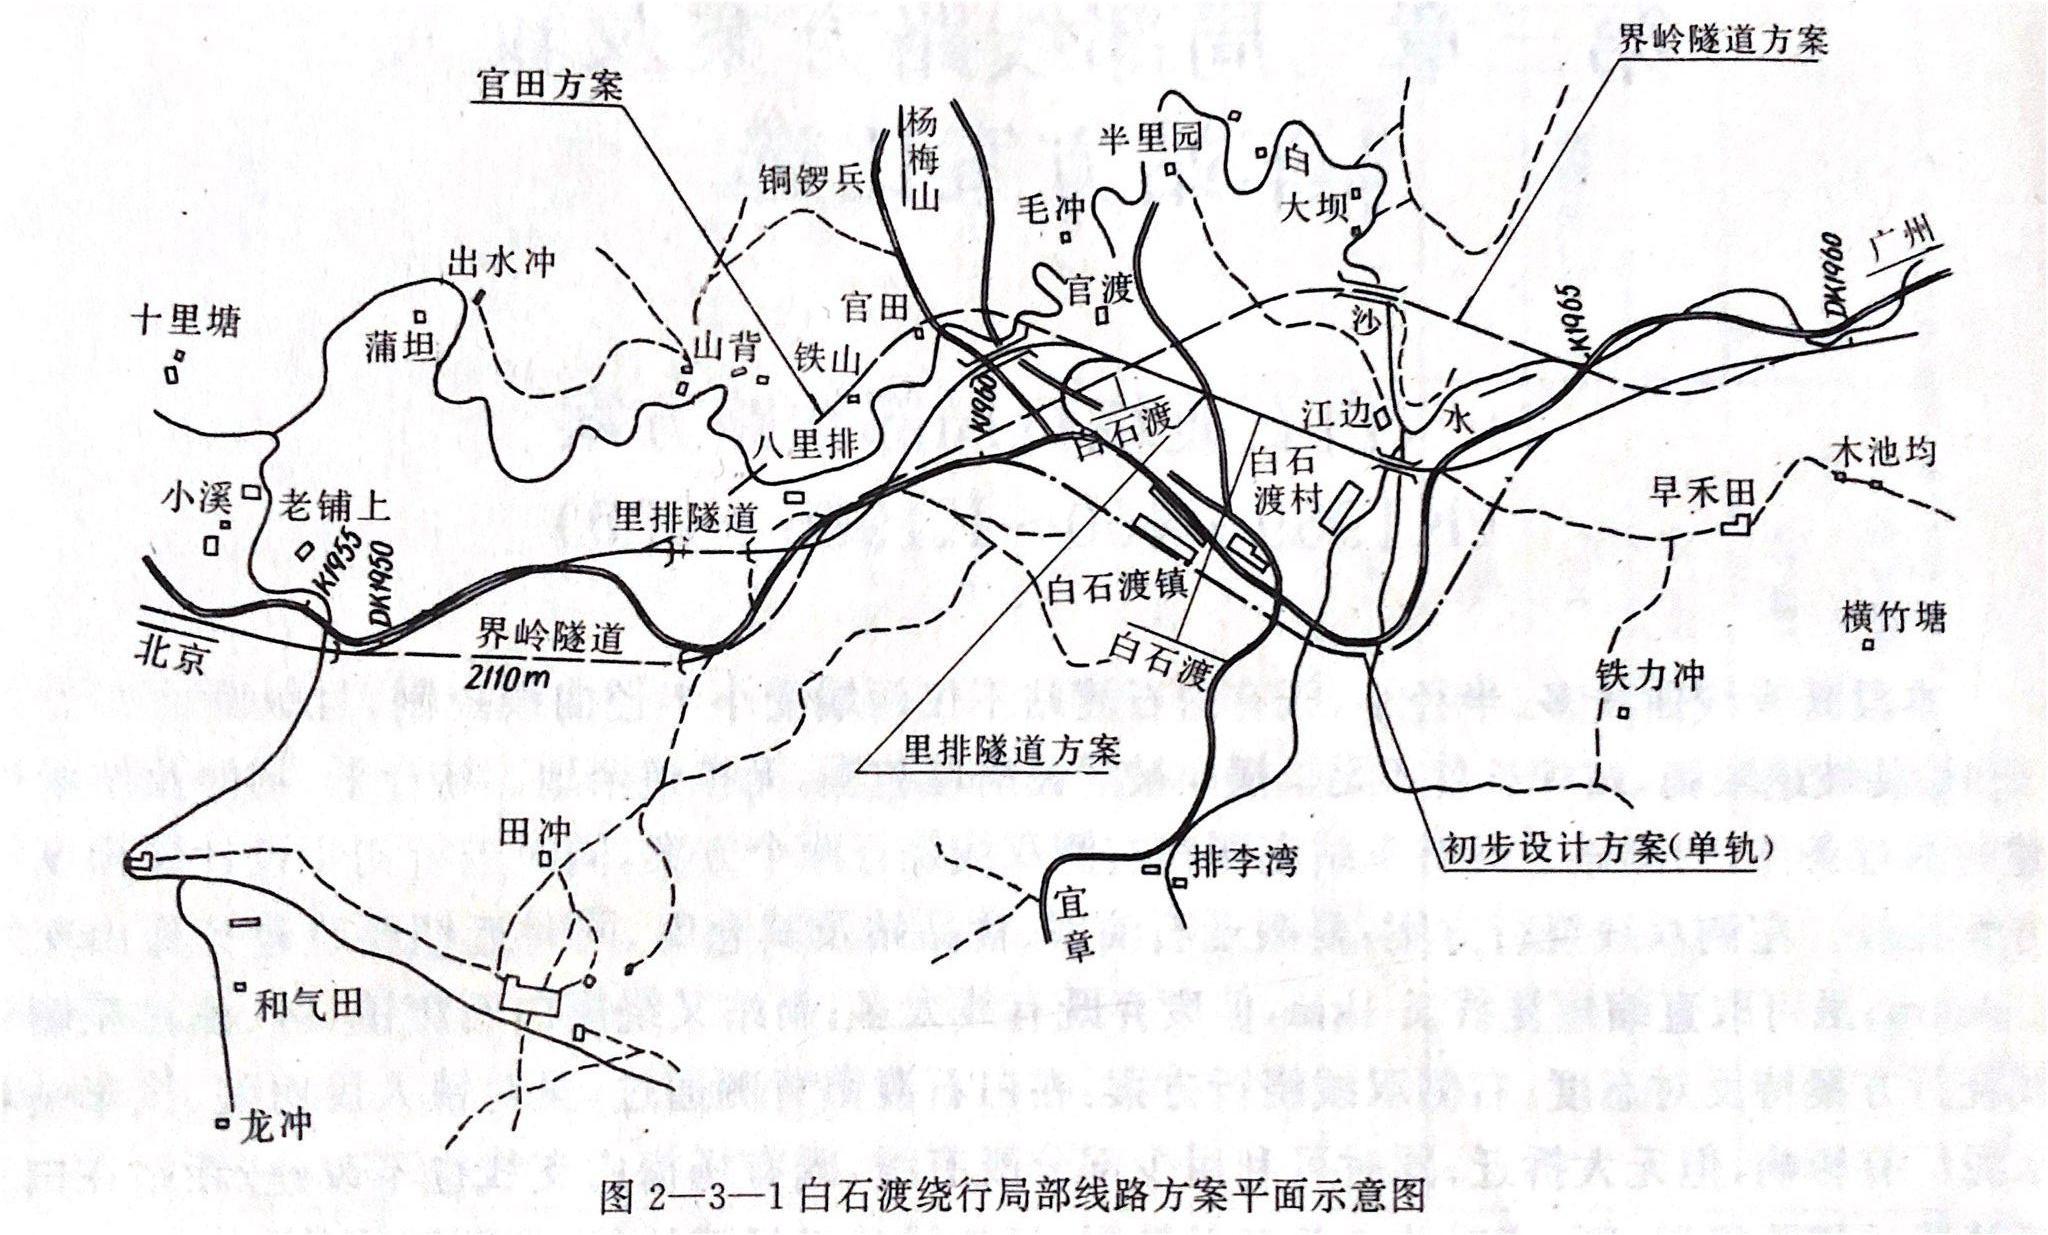 界岭隧道方案
官田方案
杨梅山
铜锣兵
半里园
白
大坝
毛冲
广州
DK1960
出水冲
官渡
K1965
十里塘
官田
沙
蒲坦
山背
铁山
K1960
白石渡
江边
水
八里排
木池均
白石
渡村
早禾田
小溪
老铺上
里排隧道
K1955
DK1950
白石渡镇
横竹塘
界岭隧道
2110m
北京
白石渡
铁力冲
里排隧道方案
田冲
初步设计方案(单轨)
排李湾
宜章
和气田
龙冲
图2—3—1白石渡绕行局部线路方案平面示意图